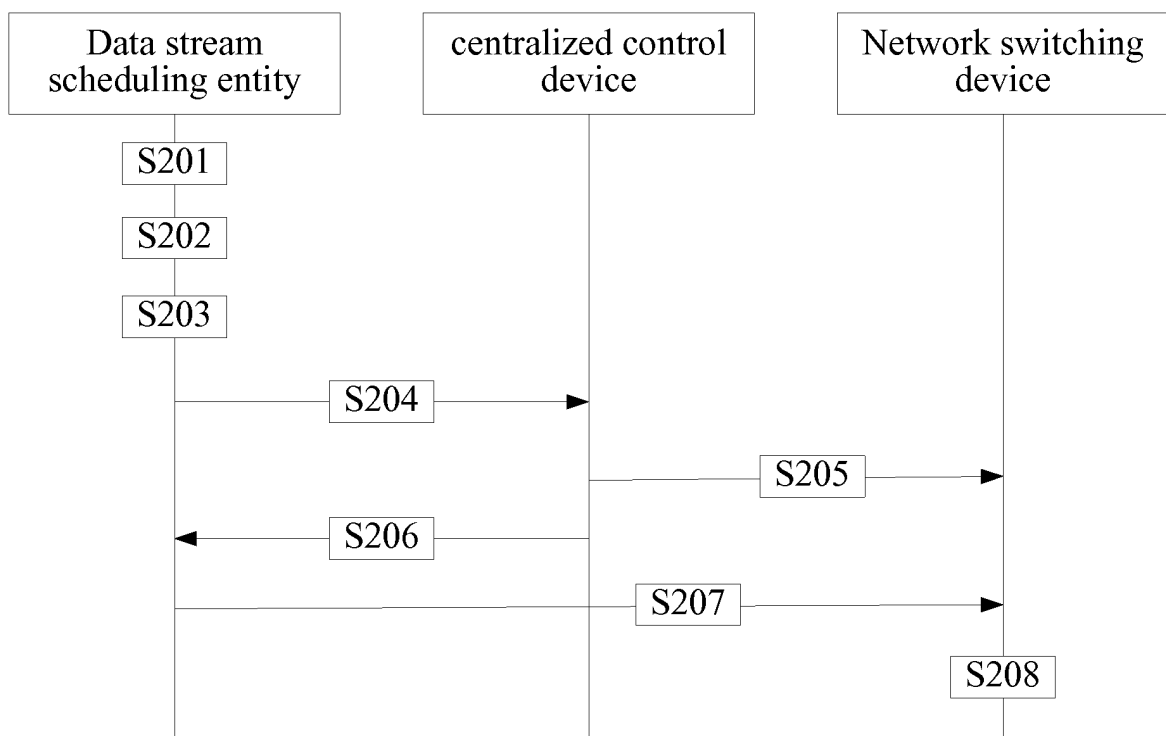 Data stream
scheduling entity
centralized control
device
Network switching
device
S201
S202
S203
S204
S205
S206
S207
S208